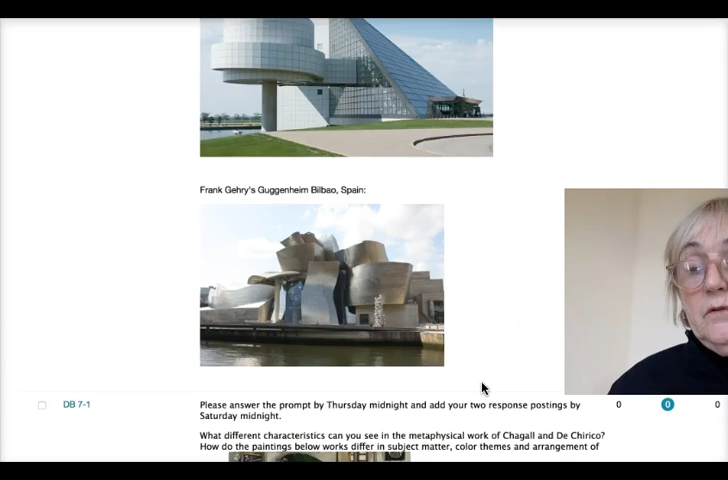 Frank Gehry's Guggenheim Bilbao, Spain:
DB 7-1
Please answer the prompt by Thursday midnight and add your two response postings by
0
0
0
Saturday midnight.
What different characteristics can you see in the metaphysical work of Chagall and De Chirico?
How do the paintings below works differ in subject matter, color themes and arrangement of